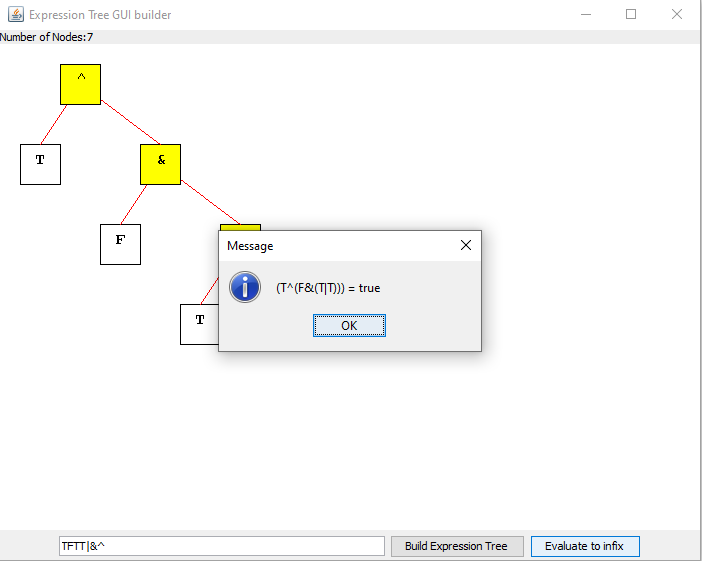 Expression Tree GUI builder
Number of Nodes:7
^
T
&
F
Message
(T^(F&(T|T))) = true
T
OK
TFTT|&^
Build Expression Tree
Evaluate to infix